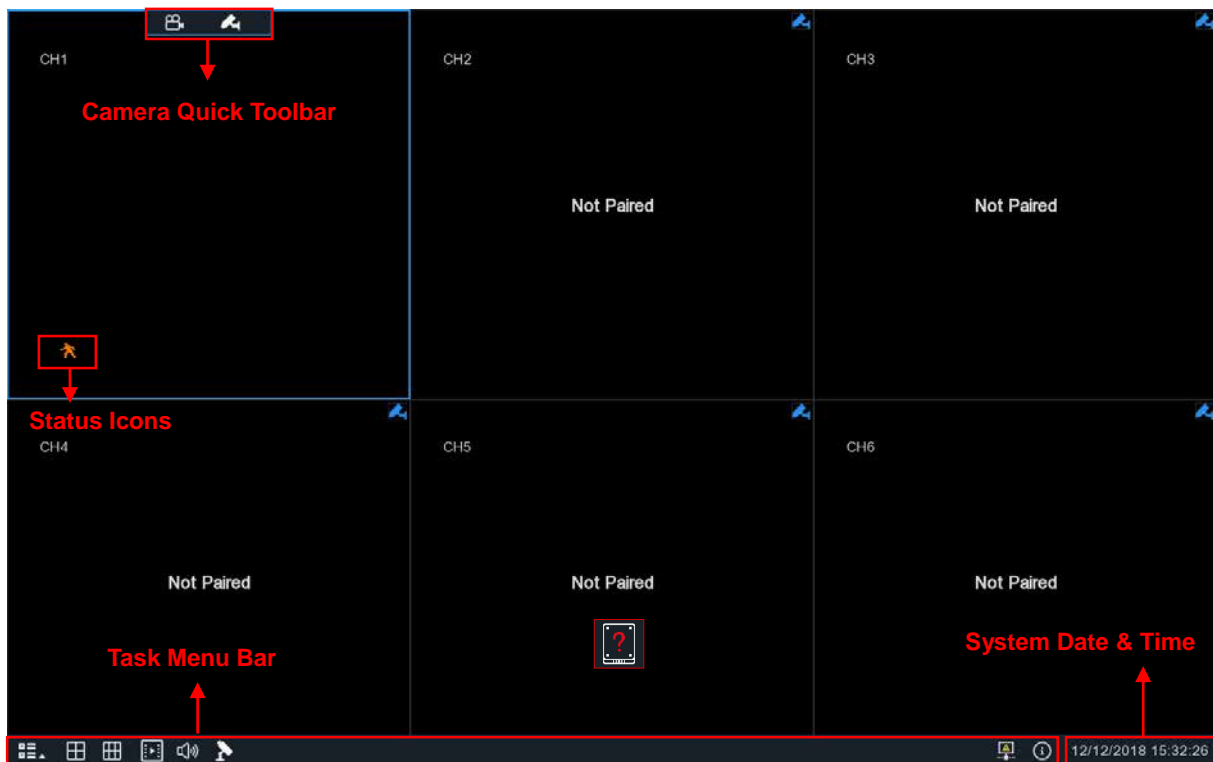 CH1
CH2
CH3
Camera Quick Toolbar
Not Paired
Not Paired
Status Icons
CH4
CH5
CH6
Not Paired
Not Paired
Not Paired
?
Task Menu Bar
System Date & Time
12/12/2018 15:32:26